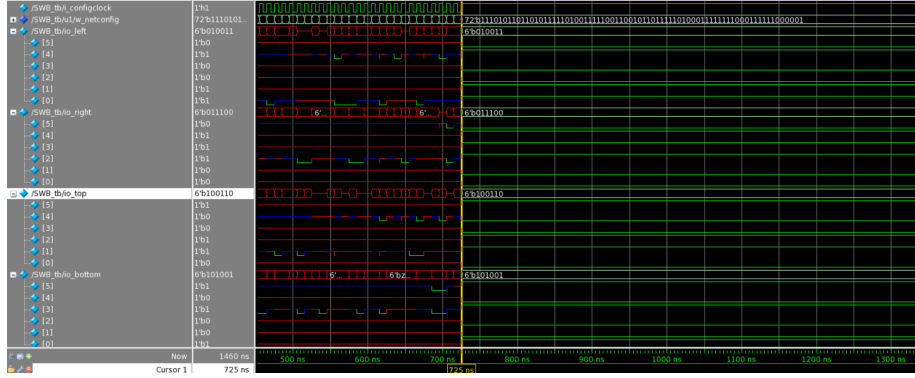 /SWB_tb/i_configclock 1'h1
/SWB_tb/u1/w_netconfig 72'b1110101...
/SWB_tb/io_left 6'b010011 6'b010011
[5] 1'b0
[4] 1'b1
[3] 1'b0
[2] 1'b0
[1] 1'b1
[0] 1'b1
/SWB_tb/io_right 6'b011100 6'... 6'... 6'b011100
[5] 1'b0
[4] 1'b1
[3] 1'b1
[2] 1'b1
[1] 1'b0
[0] 1'b0
/SWB_tb/io_top 6'b100110 6'b100110
[5] 1'b1
[4] 1'b0
[3] 1'b0
[2] 1'b1
[1] 1'b1
[0] 1'b0
/SWB_tb/io_bottom 6'b101001 6'... 6'bz... 6'b101001
[5] 1'b1
[4] 1'b0
[3] 1'b1
[2] 1'b0
[1] 1'b0
[0] 1'b1
Now 1460 ns 500 ns 600 ns 700 ns 800 ns 900 ns 1000 ns 1100 ns 1200 ns 1300 ns
Cursor 1 725 ns 725 ns